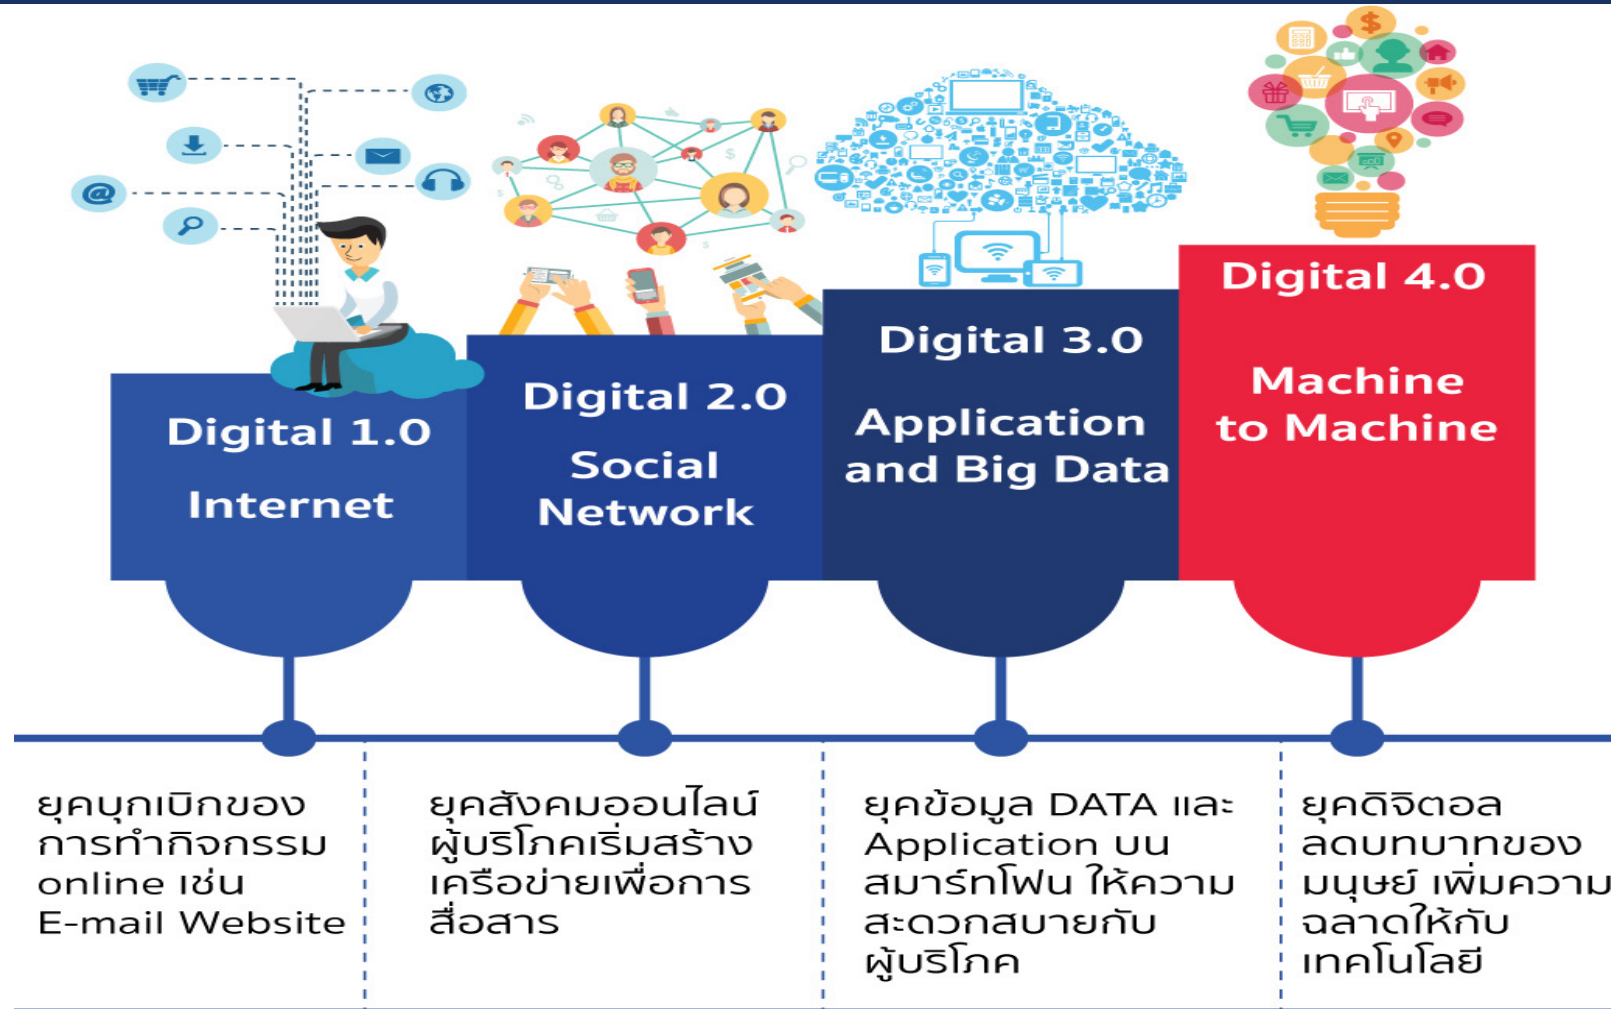 Digital 1.0
Internet
Digital 2.0
Social
Network
Digital 3.0
Application
and Big Data
Digital 4.0
Machine
to Machine
ยุคบุกเบิกของ
การทำกิจกรรม
online เช่น
E-mail Website
ยุคสังคมออนไลน์
ผู้บริโภคเริ่มสร้าง
เครือข่ายเพื่อการ
สื่อสาร
ยุคข้อมูล DATA และ
Application บน
สมาร์ทโฟน ให้ความ
สะดวกสบายกับ
ผู้บริโภค
ยุคดิจิตอล
ลดบทบาทของ
มนุษย์ เพิ่มความ
ฉลาดให้กับ
เทคโนโลยี